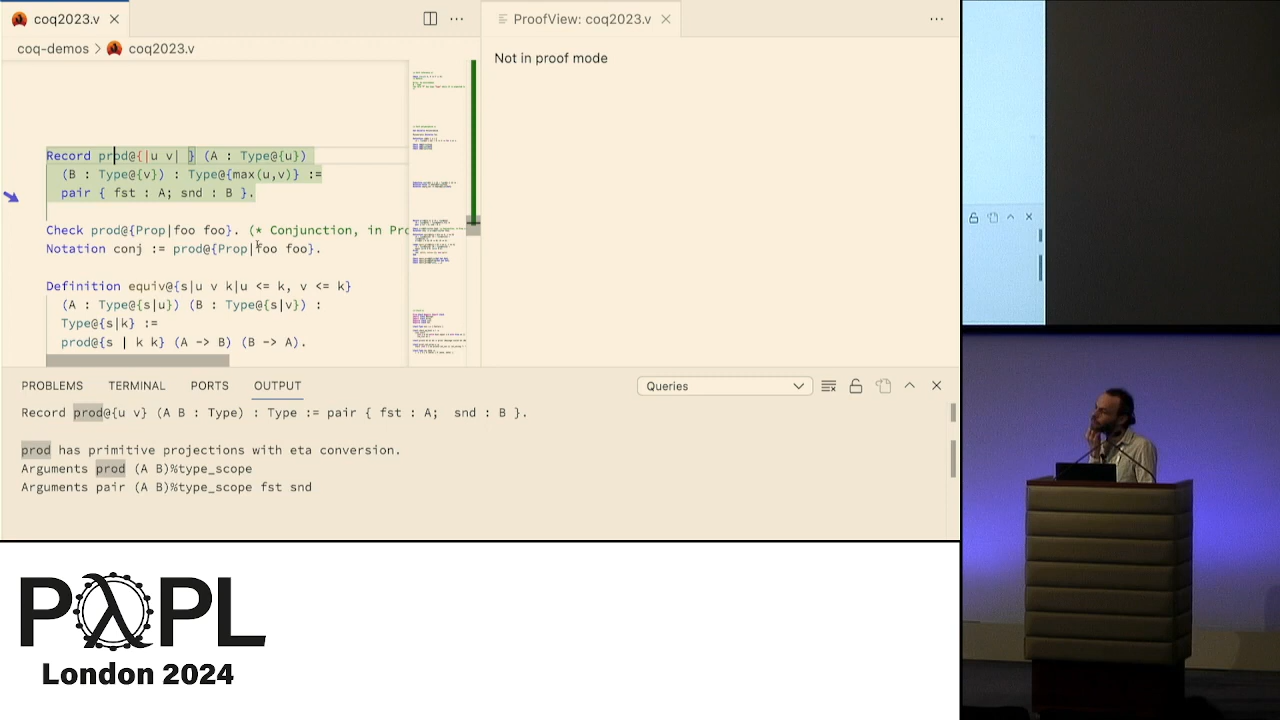 coq2023.v
ProofView: coq2023.v
coq-demos > coq2023.v
Not in proof mode
Record prod@{|u v| } (A : Type@{u})
(B : Type@{v}) : Type@{max(u,v)} :=
pair { fst : A; snd : B }.
Check prod@{Prop|foo foo}. (* Conjunction, in Pro
Notation conj := prod@{Prop|foo foo}.
Definition equiv@{s|u v k|u <= k, v <= k}
(A : Type@{s|u}) (B : Type@{s|v}) :
Type@{s|k} :=
prod@{s | k k} (A -> B) (B -> A).
PROBLEMS TERMINAL PORTS OUTPUT
Queries
Record prod@{u v} (A B : Type) : Type := pair { fst : A;  snd : B }.
prod has primitive projections with eta conversion.
Arguments prod (A B)%type_scope
Arguments pair (A B)%type_scope fst snd
PλPL
London 2024